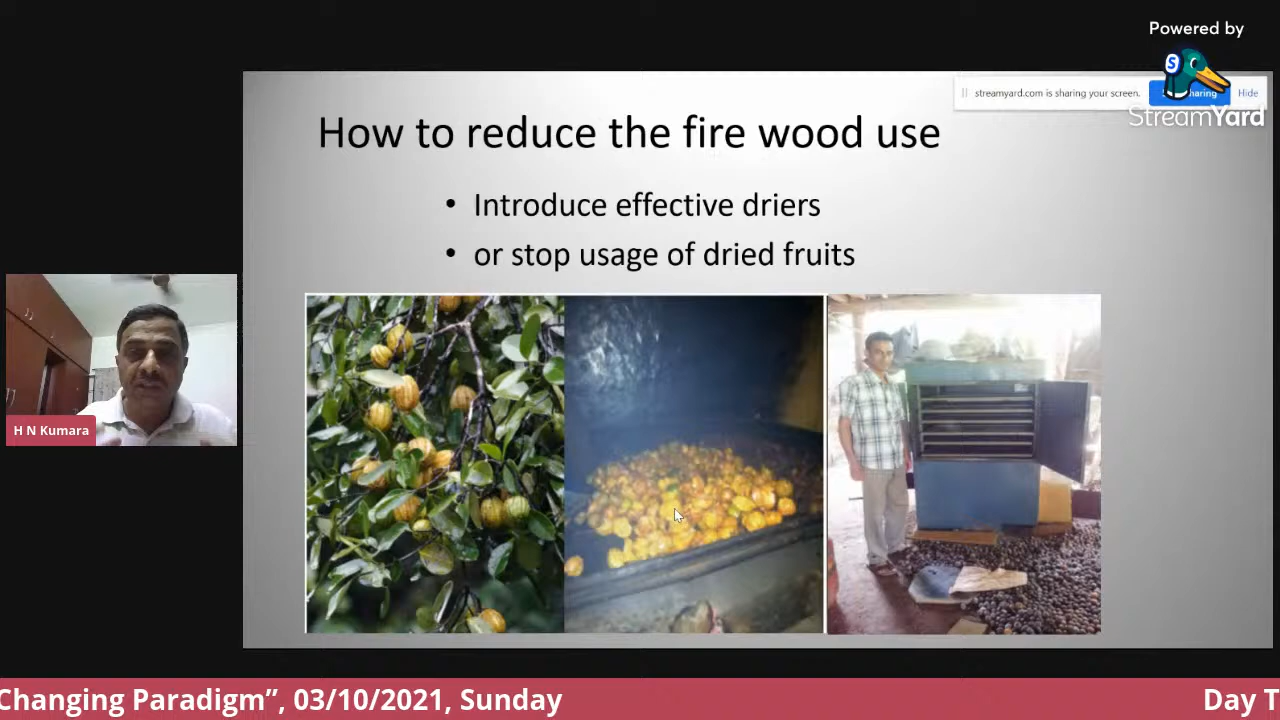 Powered by
StreamYard
streamyard.com is sharing your screen.
Hide
How to reduce the fire wood use
• Introduce effective driers
• or stop usage of dried fruits
H N Kumara
Changing Paradigm”, 03/10/2021, Sunday
Day T